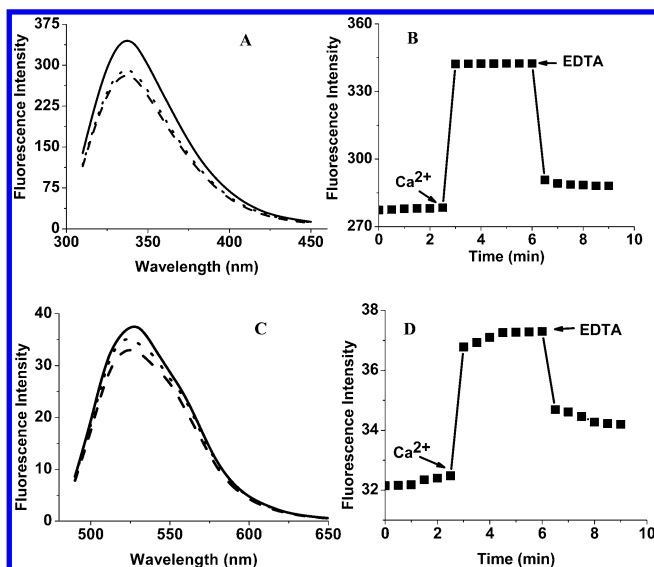 A
375
300
225
150
75
0
300
350
400
450
Fluorescence Intensity
Wavelength (nm)
B
360
330
300
270
0
2
4
6
8
10
Fluorescence Intensity
Time (min)
Ca2+
EDTA
C
40
30
20
10
0
500
550
600
650
Fluorescence Intensity
Wavelength (nm)
D
38
36
34
32
0
2
4
6
8
10
Fluorescence Intensity
Time (min)
Ca2+
EDTA